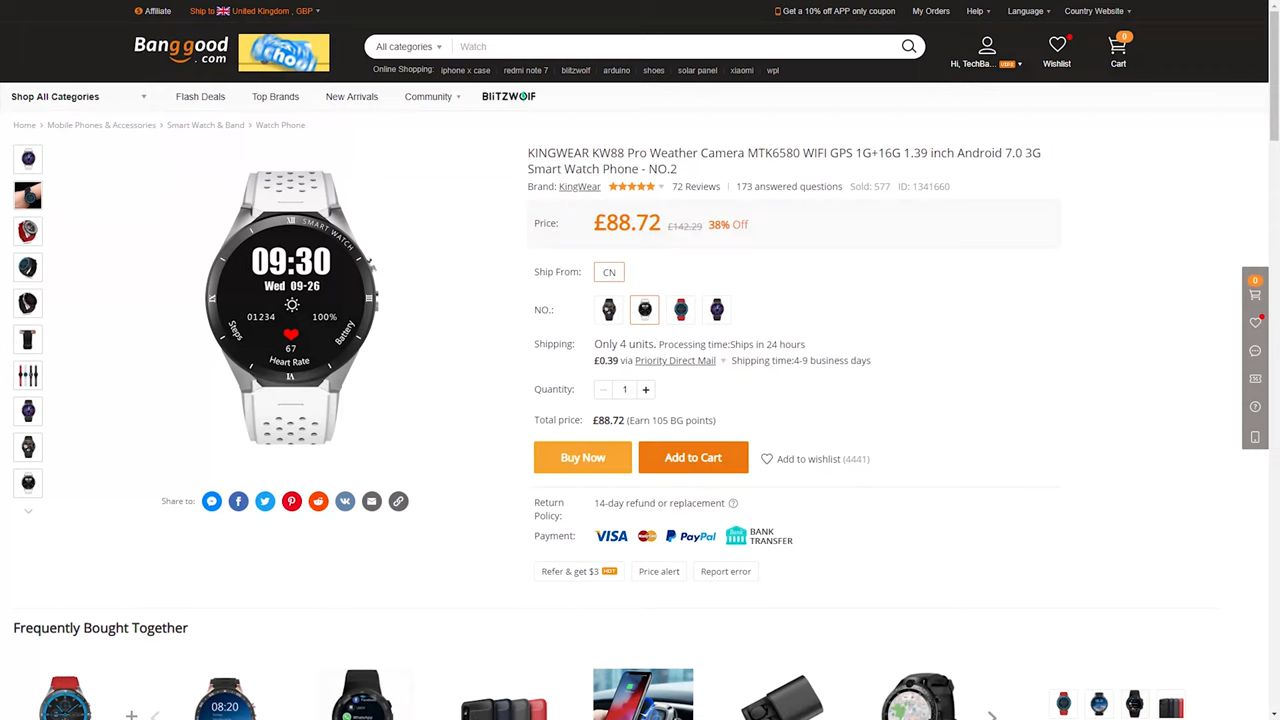 Affiliate Ship to United Kingdom , GBP
Get a 10% off APP only coupon My Orders Help Language Country Website
Banggood
.com
All categories Watch
Online Shopping: iphone x case redmi note 7 blitzwolf arduino shoes solar panel xiaomi wpl
Hi, TechBa... Wishlist
0
Cart
Shop All Categories Flash Deals Top Brands New Arrivals Community BLITZWOLF
Home > Mobile Phones & Accessories > Smart Watch & Band > Watch Phone
SMART WATCH
09:30
Wed 09-26
01234 100%
67
Steps Heart Rate Battery
KINGWEAR KW88 Pro Weather Camera MTK6580 WIFI GPS 1G+16G 1.39 inch Android 7.0 3G
Smart Watch Phone - NO.2
Brand: KingWear 72 Reviews 173 answered questions Sold: 577 ID: 1341660
Price: £88.72 £142.29 38% Off
Ship From: CN
NO.:
Shipping: Only 4 units. Processing time:Ships in 24 hours
£0.39 via Priority Direct Mail Shipping time:4-9 business days
Quantity: − 1 +
Total price: £88.72 (Earn 105 BG points)
Buy Now Add to Cart Add to wishlist (4441)
Share to:
Return
Policy: 14-day refund or replacement
Payment: VISA PayPal BANK
TRANSFER
Refer & get $3 HOT Price alert Report error
0
Frequently Bought Together
08:20